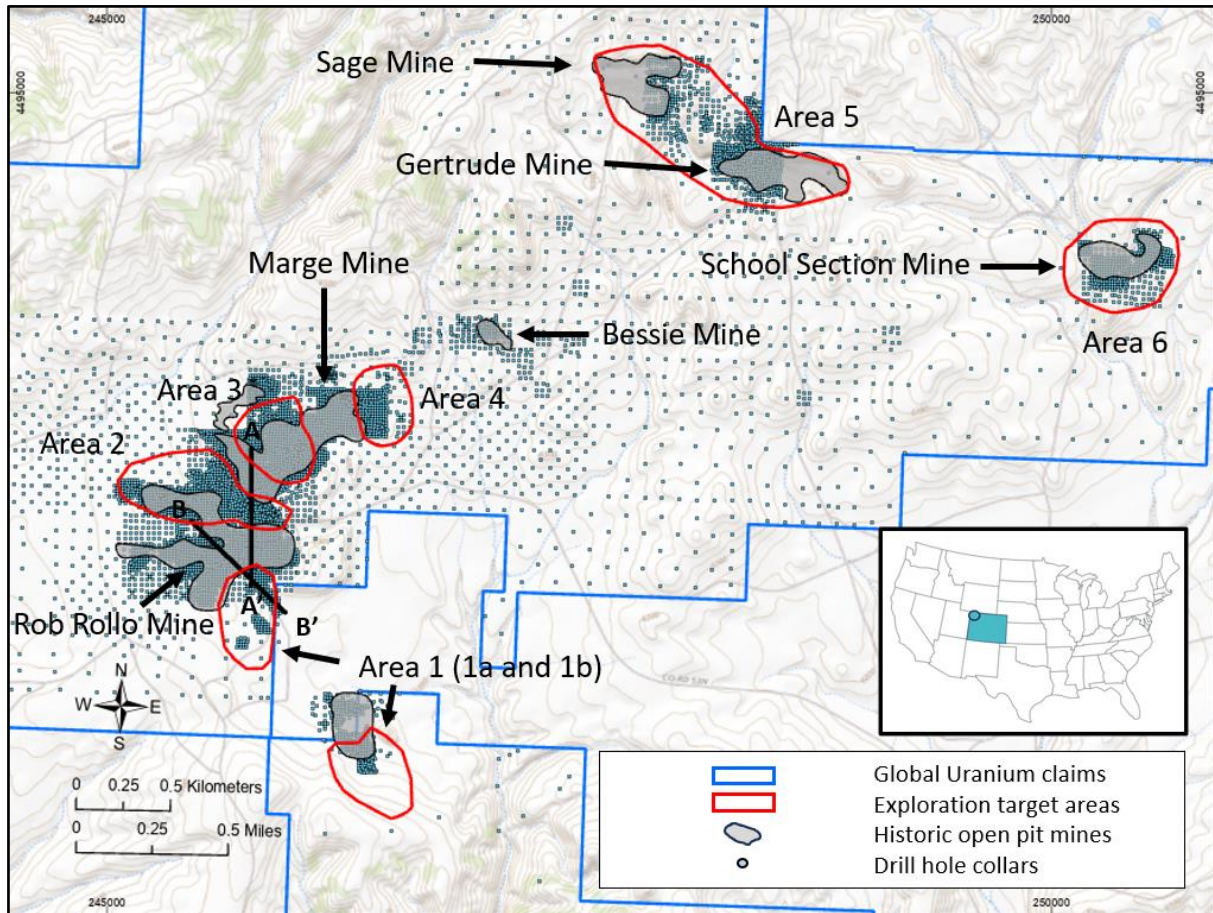 245000
250000
4495000
4495000
Sage Mine
Area 5
Gertrude Mine
School Section Mine
Area 6
Marge Mine
Bessie Mine
Area 3
Area 4
A
Area 2
B
Rob Rollo Mine
A'
B’
Area 1 (1a and 1b)
CO RD 53N
N
W E
S
0 0.25 0.5 Kilometers
0 0.25 0.5 Miles
Global Uranium claims
Exploration target areas
Historic open pit mines
Drill hole collars
245000
250000